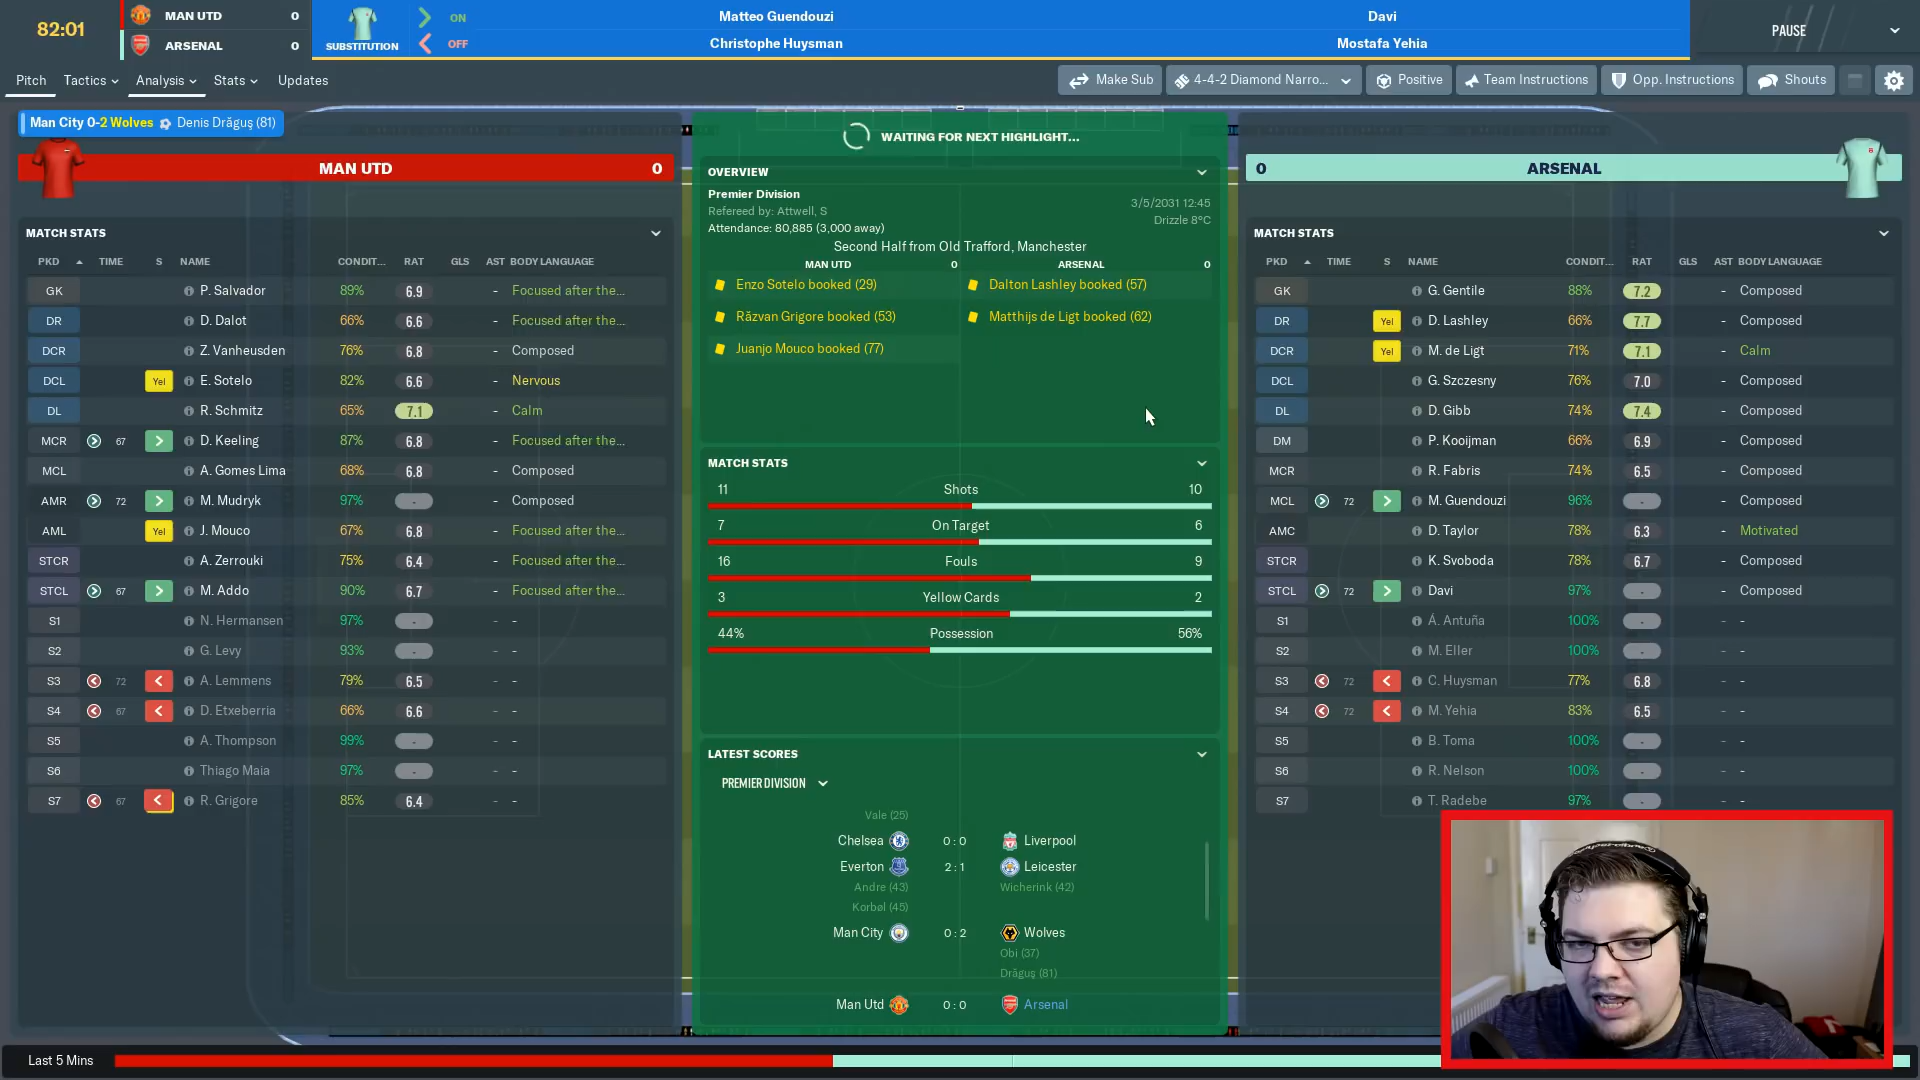 82:01
MAN UTD 0
ARSENAL 0
SUBSTITUTION
ON Matteo Guendouzi Davi
OFF Christophe Huysman Mostafa Yehia
PAUSE
Pitch Tactics Analysis Stats Updates
Make Sub 4-4-2 Diamond Narro... Positive Team Instructions Opp. Instructions Shouts
Man City 0-2 Wolves Denis Drăguş (81)
MAN UTD 0
MATCH STATS
PKD TIME S NAME CONDIT... RAT GLS AST BODY LANGUAGE
GK P. Salvador 89% 6.9 - Focused after the...
DR D. Dalot 66% 6.6 - Focused after the...
DCR Z. Vanheusden 76% 6.8 - Composed
DCL Yel E. Sotelo 82% 6.6 - Nervous
DL R. Schmitz 65% 7.1 - Calm
MCR 67 D. Keeling 87% 6.8 - Focused after the...
MCL A. Gomes Lima 68% 6.8 - Composed
AMR 72 M. Mudryk 97% - - Composed
AML Yel J. Mouco 67% 6.8 - Focused after the...
STCR A. Zerrouki 75% 6.4 - Focused after the...
STCL 67 M. Addo 90% 6.7 - Focused after the...
S1 N. Hermansen 97% - - -
S2 G. Levy 93% - - -
S3 72 A. Lemmens 79% 6.5 - -
S4 67 D. Etxeberria 66% 6.6 - -
S5 A. Thompson 99% - - -
S6 Thiago Maia 97% - - -
S7 67 R. Grigore 85% 6.4 - -
WAITING FOR NEXT HIGHLIGHT...
OVERVIEW
Premier Division
Refereed by: Attwell, S 3/5/2031 12:45
Attendance: 80,885 (3,000 away) Drizzle 8°C
Second Half from Old Trafford, Manchester
MAN UTD 0 ARSENAL 0
Enzo Sotelo booked (29) Dalton Lashley booked (57)
Răzvan Grigore booked (53) Matthijs de Ligt booked (62)
Juanjo Mouco booked (77)
MATCH STATS
11 Shots 10
7 On Target 6
16 Fouls 9
3 Yellow Cards 2
44% Possession 56%
LATEST SCORES
PREMIER DIVISION
Vale (25)
Chelsea 0 : 0 Liverpool
Everton 2 : 1 Leicester
Andre (43) Wicherink (42)
Korbøl (45)
Man City 0 : 2 Wolves
Obi (37)
Drăguş (81)
Man Utd 0 : 0 Arsenal
0 ARSENAL
MATCH STATS
PKD TIME S NAME CONDIT... RAT GLS AST BODY LANGUAGE
GK G. Gentile 88% 7.2 - Composed
DR Yel D. Lashley 66% 7.7 - Composed
DCR Yel M. de Ligt 71% 7.1 - Calm
DCL G. Szczesny 76% 7.0 - Composed
DL D. Gibb 74% 7.4 - Composed
DM P. Kooijman 66% 6.9 - Composed
MCR R. Fabris 74% 6.5 - Composed
MCL 72 M. Guendouzi 96% - - Composed
AMC D. Taylor 78% 6.3 - Motivated
STCR K. Svoboda 78% 6.7 - Composed
STCL 72 Davi 97% - - Composed
S1 Á. Antuña 100% - - -
S2 M. Eller 100% - - -
S3 72 C. Huysman 77% 6.8 - -
S4 72 M. Yehia 83% 6.5 - -
S5 B. Toma 100% - - -
S6 R. Nelson 100% - - -
S7 T. Radebe 97% - - -
Last 5 Mins